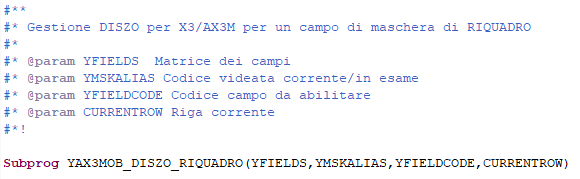 #**
#* Gestione DISZO per X3/AX3M per un campo di maschera di RIQUADRO
#*
#* @param YFIELDS  Matrice dei campi
#* @param YMSKALIAS Codice videata corrente/in esame
#* @param YFIELDCODE Codice campo da abilitare
#* @param CURRENTROW Riga corrente
#*!
Subprog YAX3MOB_DISZO_RIQUADRO(YFIELDS,YMSKALIAS,YFIELDCODE,CURRENTROW)